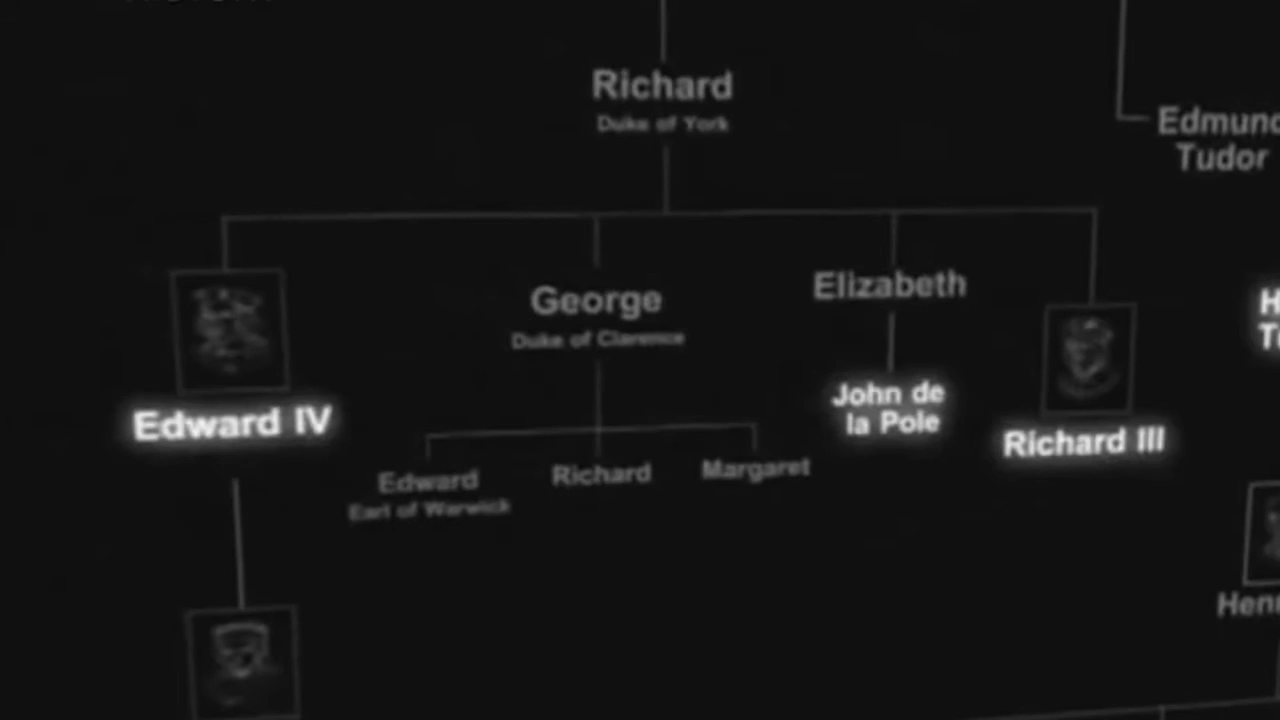 Richard
Duke of York
Edmund
Tudor
Elizabeth
George
Duke of Clarence
John de
la Pole
Edward IV
Richard III
Edward
Earl of Warwick
Richard
Margaret